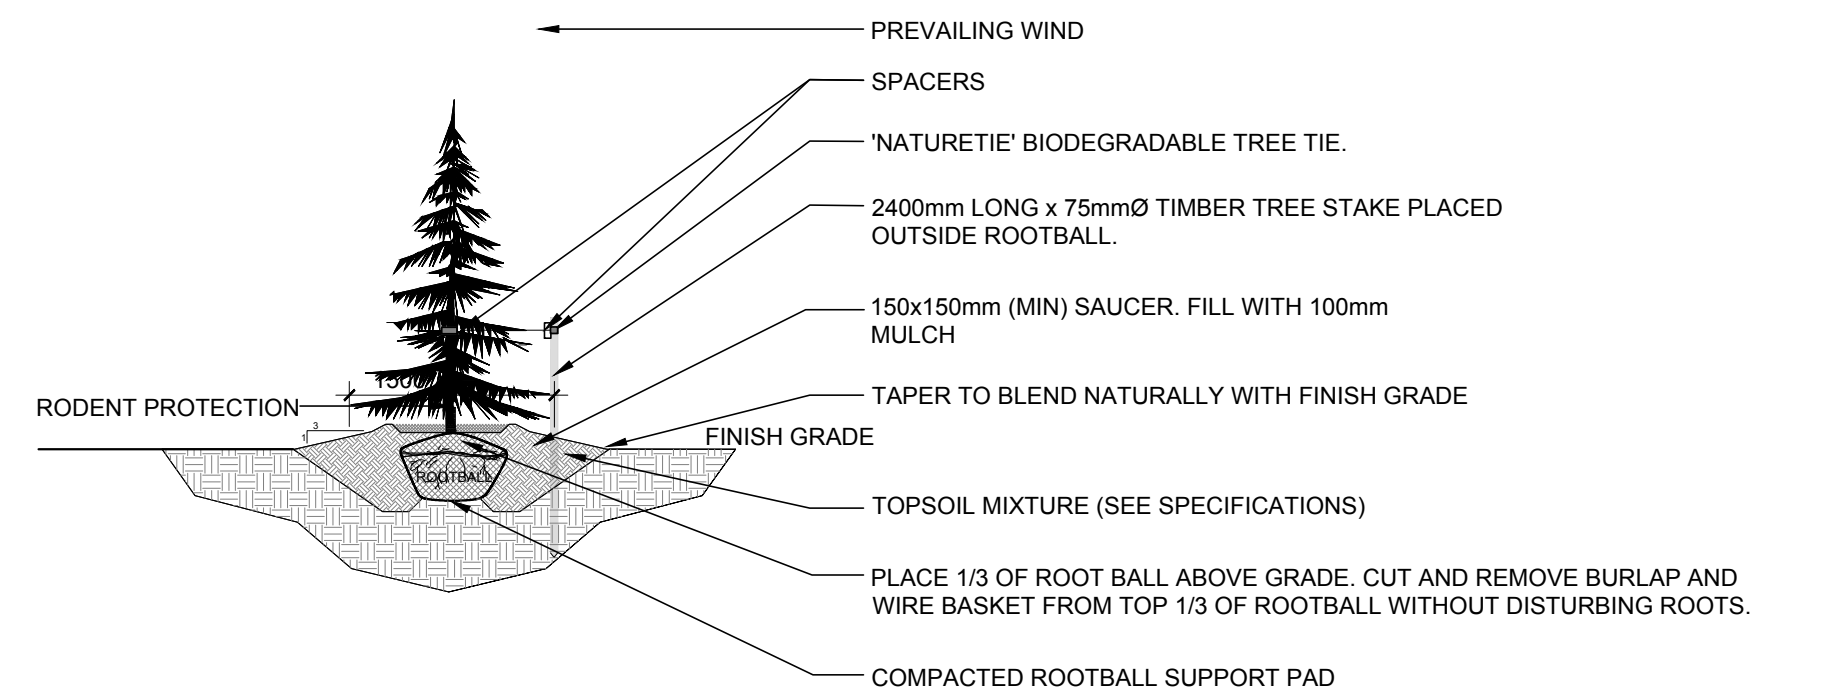 PREVAILING WIND
SPACERS
'NATURETIE' BIODEGRADABLE TREE TIE.
2400mm LONG x 75mmØ TIMBER TREE STAKE PLACED
OUTSIDE ROOTBALL.
150x150mm (MIN) SAUCER. FILL WITH 100mm
MULCH
TAPER TO BLEND NATURALLY WITH FINISH GRADE
RODENT PROTECTION
3
1
FINISH GRADE
ROOTBALL
TOPSOIL MIXTURE (SEE SPECIFICATIONS)
PLACE 1/3 OF ROOT BALL ABOVE GRADE. CUT AND REMOVE BURLAP AND
WIRE BASKET FROM TOP 1/3 OF ROOTBALL WITHOUT DISTURBING ROOTS.
COMPACTED ROOTBALL SUPPORT PAD